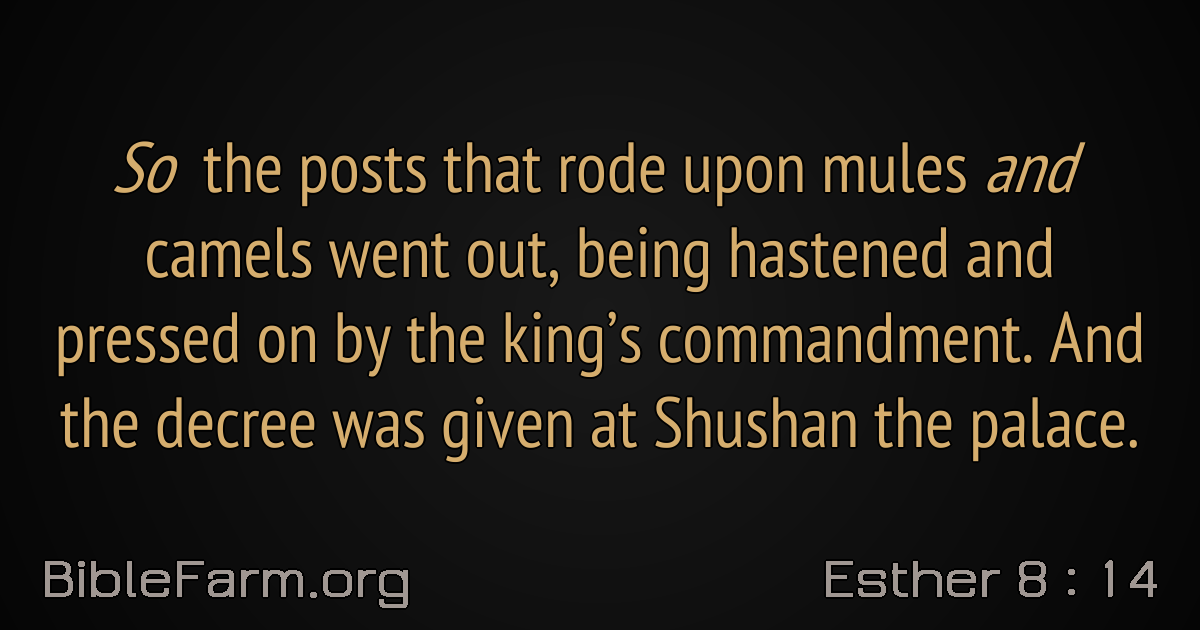 So the posts that rode upon mules and
camels went out, being hastened and
pressed on by the king’s commandment. And
the decree was given at Shushan the palace.
BibleFarm.org
Esther 8 : 14